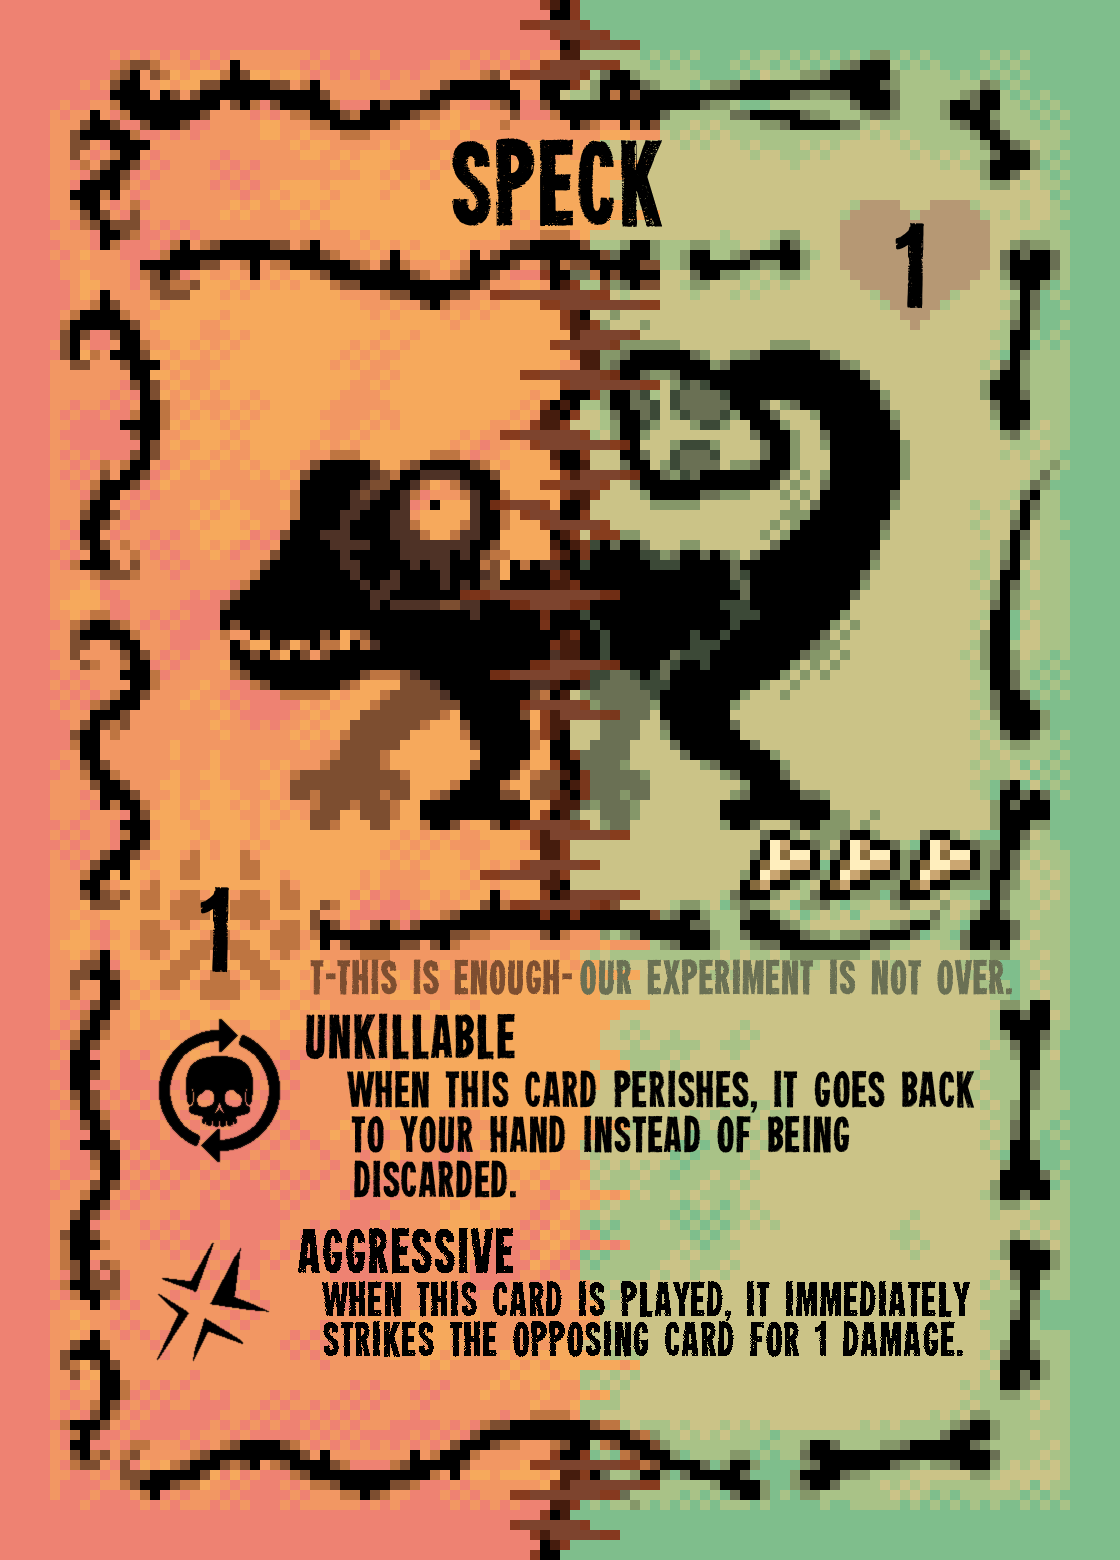 SPECK
1
1
T-THIS IS ENOUGH- OUR EXPERIMENT IS NOT OVER.
UNKILLABLE
WHEN THIS CARD PERISHES, IT GOES BACK
TO YOUR HAND INSTEAD OF BEING
DISCARDED.
AGGRESSIVE
WHEN THIS CARD IS PLAYED, IT IMMEDIATELY
STRIKES THE OPPOSING CARD FOR 1 DAMAGE.